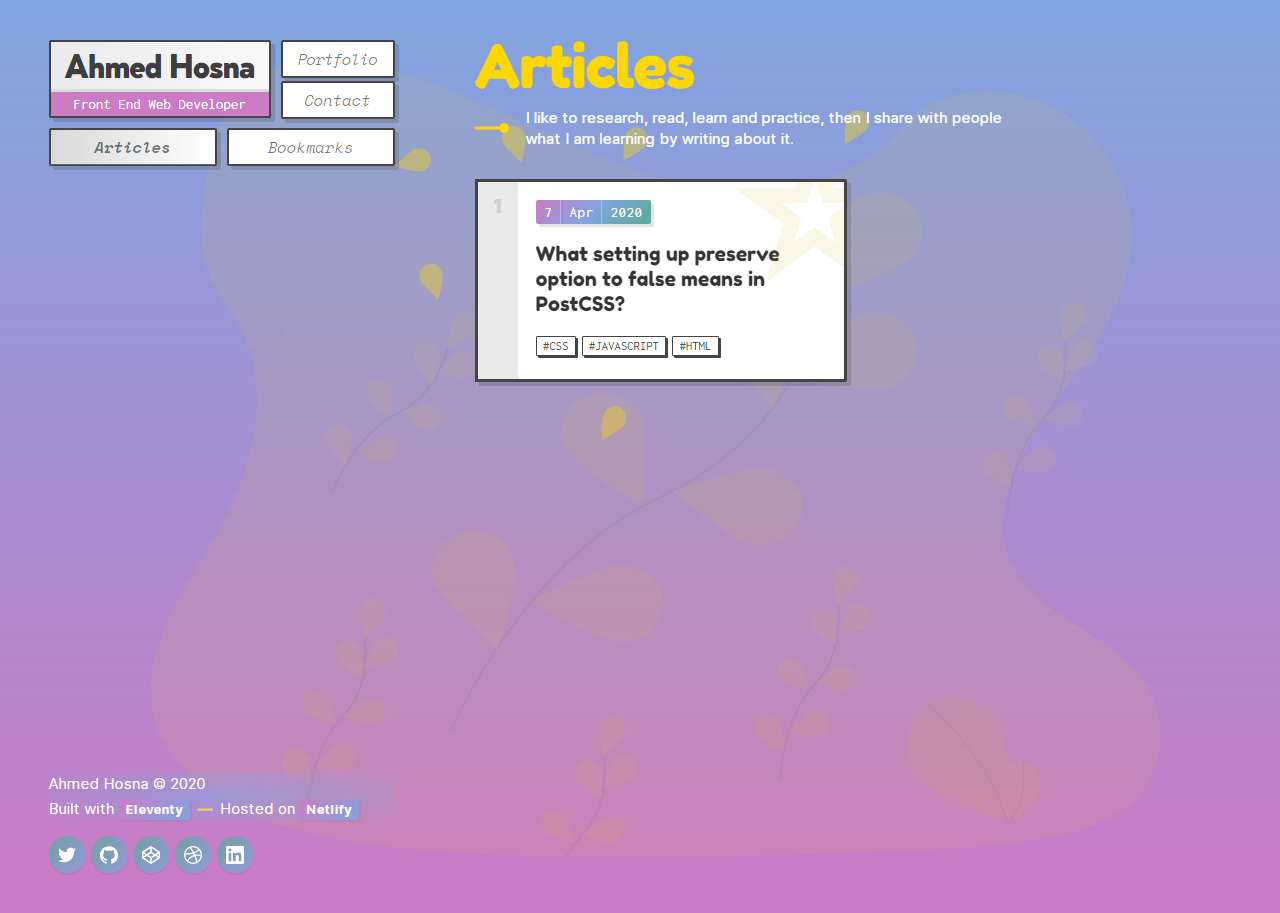 Ahmed Hosna
Front End Web Developer
Portfolio
Contact
Articles
Bookmarks
Articles
I like to research, read, learn and practice, then I share with people
what I am learning by writing about it.
1
7 Apr 2020
What setting up preserve
option to false means in
PostCSS?
#CSS #JAVASCRIPT #HTML
Ahmed Hosna © 2020
Built with Eleventy — Hosted on Netlify